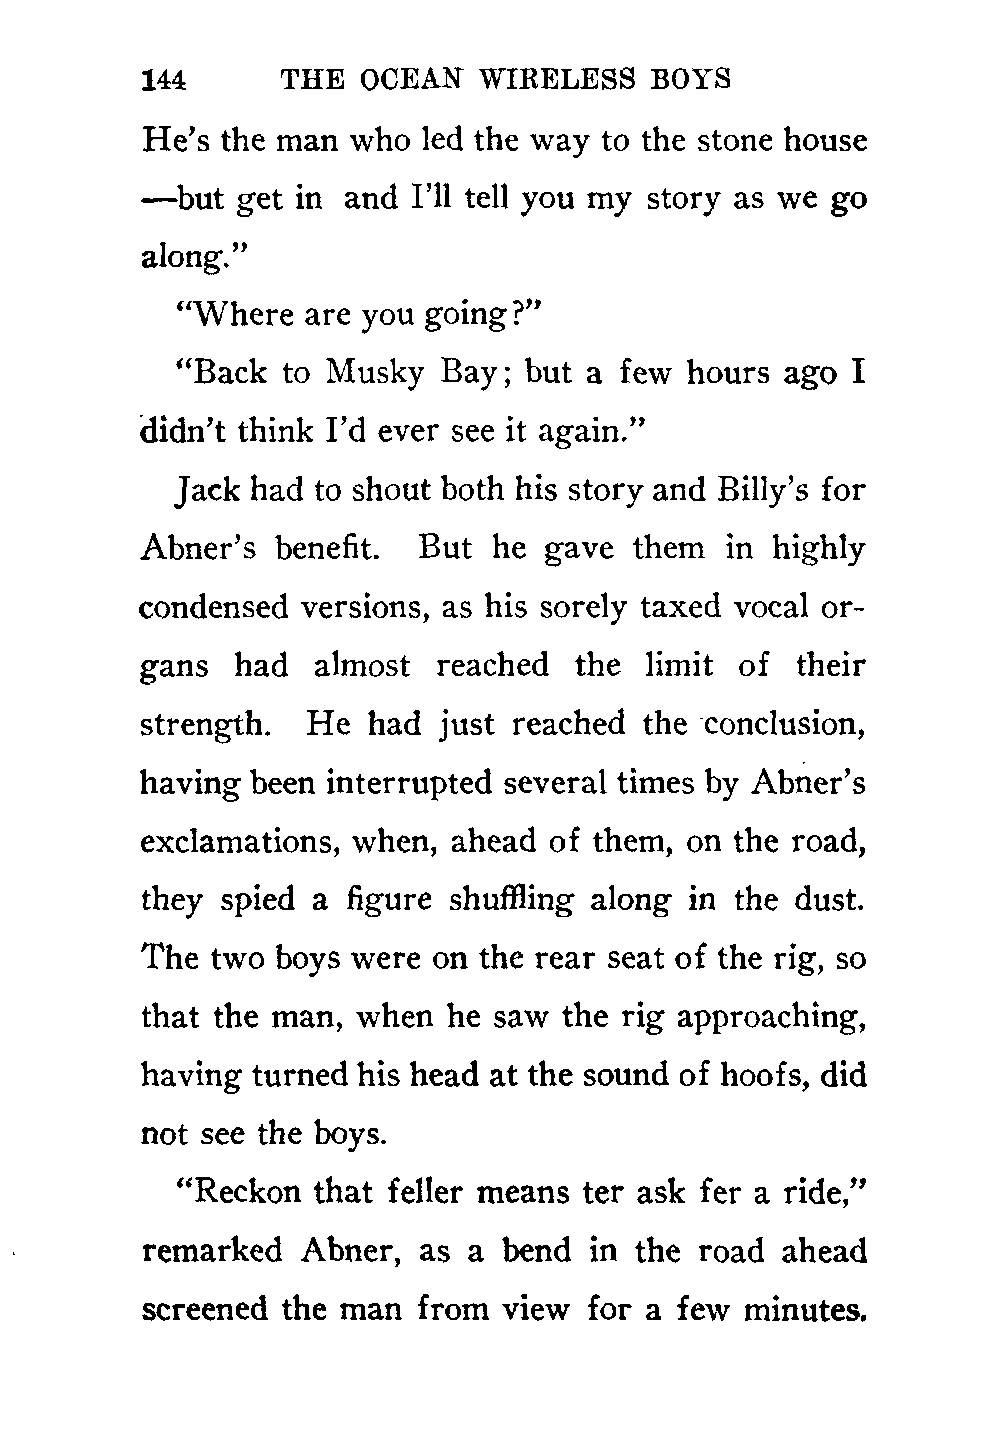 144 THE OCEAN WIRELESS BOYS
He's the man who led the way to the stone house
—but get in and I'll tell you my story as we go
along."
"Where are you going?"
"Back to Musky Bay; but a few hours ago I
didn't think I'd ever see it again."
Jack had to shout both his story and Billy's for
Abner's benefit. But he gave them in highly
condensed versions, as his sorely taxed vocal or-
gans had almost reached the limit of their
strength. He had just reached the conclusion,
having been interrupted several times by Abner's
exclamations, when, ahead of them, on the road,
they spied a figure shuffling along in the dust.
The two boys were on the rear seat of the rig, so
that the man, when he saw the rig approaching,
having turned his head at the sound of hoofs, did
not see the boys.
"Reckon that feller means ter ask fer a ride,"
remarked Abner, as a bend in the road ahead
screened the man from view for a few minutes.